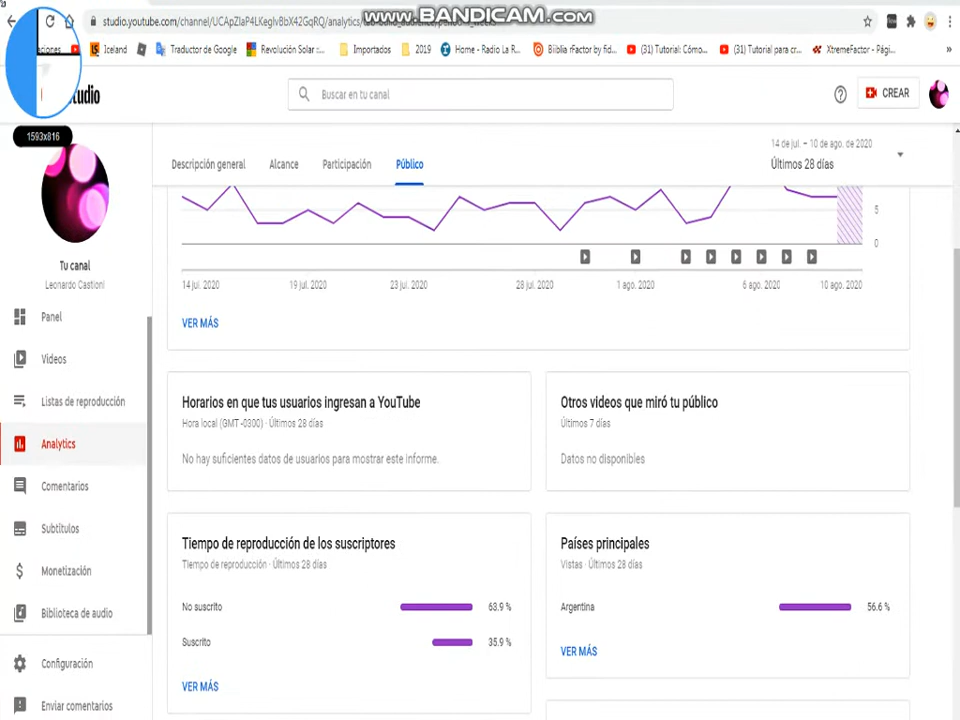 www.BANDICAM.com
studio.youtube.com/channel/UCApZlaP4LKeglvBbX42GqRQ/analytics/
Iceland
Traductor de Google
Revolución Solar :...
Importados
2019
Home - Radio La R...
Biiblia rFactor by fid...
(31) Tutorial: Cómo...
(31) Tutorial para cr...
XtremeFactor - Pág...
»
tudio
Buscar en tu canal
CREAR
1593x816
Descripción general
Alcance
Participación
Público
14 de jul. – 10 de ago. de 2020
Últimos 28 días
5
0
14 jul. 2020
19 jul. 2020
23 jul. 2020
28 jul. 2020
1 ago. 2020
6 ago. 2020
10 ago. 2020
VER MÁS
Tu canal
Leonardo Castioni
Panel
Videos
Listas de reproducción
Analytics
Comentarios
Subtítulos
Monetización
Biblioteca de audio
Configuración
Enviar comentarios
Horarios en que tus usuarios ingresan a YouTube
Hora local (GMT -0300) · Últimos 28 días
No hay suficientes datos de usuarios para mostrar este informe.
Otros videos que miró tu público
Últimos 7 días
Datos no disponibles
Tiempo de reproducción de los suscriptores
Tiempo de reproducción · Últimos 28 días
No suscrito 63.9 %
Suscrito 35.9 %
VER MÁS
Países principales
Vistas · Últimos 28 días
Argentina 56.6 %
VER MÁS